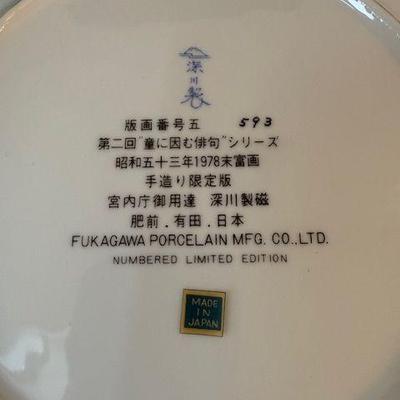 深川製
版画番号五 593
第二回"童に因む俳句"シリーズ
昭和五十三年1978末富画
手造り限定版
宮内庁御用達 深川製磁
肥前.有田.日本
FUKAGAWA PORCELAIN MFG. CO.,LTD.
NUMBERED LIMITED EDITION
MADE
IN
JAPAN